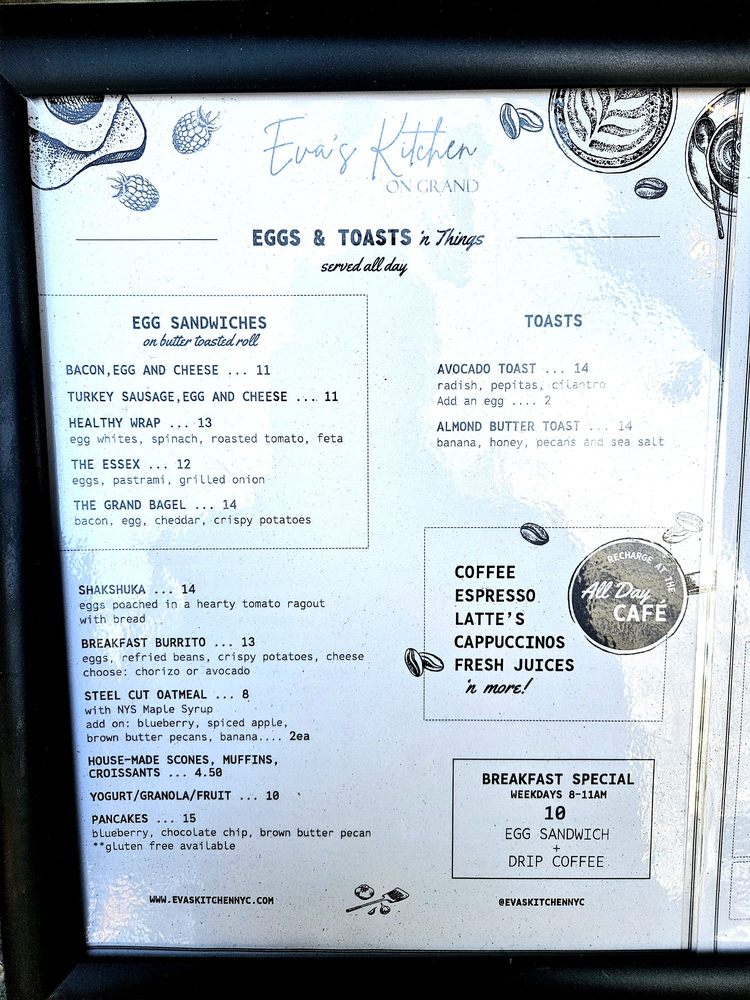 Eva's Kitchen
ON GRAND
EGGS & TOASTS 'n Things
served all day
EGG SANDWICHES
on butter toasted roll
BACON,EGG AND CHEESE ... 11
TURKEY SAUSAGE,EGG AND CHEESE ... 11
HEALTHY WRAP ... 13
egg whites, spinach, roasted tomato, feta
THE ESSEX ... 12
eggs, pastrami, grilled onion
THE GRAND BAGEL ... 14
bacon, egg, cheddar, crispy potatoes
SHAKSHUKA ... 14
eggs poached in a hearty tomato ragout
with bread
BREAKFAST BURRITO ... 13
eggs, refried beans, crispy potatoes, cheese
choose: chorizo or avocado
STEEL CUT OATMEAL ... 8
with NYS Maple Syrup
add on: blueberry, spiced apple,
brown butter pecans, banana.... 2ea
HOUSE-MADE SCONES, MUFFINS,
CROISSANTS ... 4.50
YOGURT/GRANOLA/FRUIT ... 10
PANCAKES ... 15
blueberry, chocolate chip, brown butter pecan
**gluten free available
TOASTS
AVOCADO TOAST ... 14
radish, pepitas, cilantro
Add an egg .... 2
ALMOND BUTTER TOAST ... 14
banana, honey, pecans and sea salt
COFFEE
ESPRESSO
LATTE'S
CAPPUCCINOS
FRESH JUICES
'n more!
RECHARGE AT THE
All Day
CAFÉ
BREAKFAST SPECIAL
WEEKDAYS 8-11AM
10
EGG SANDWICH
+
DRIP COFFEE
WWW.EVASKITCHENNYC.COM
@EVASKITCHENNYC